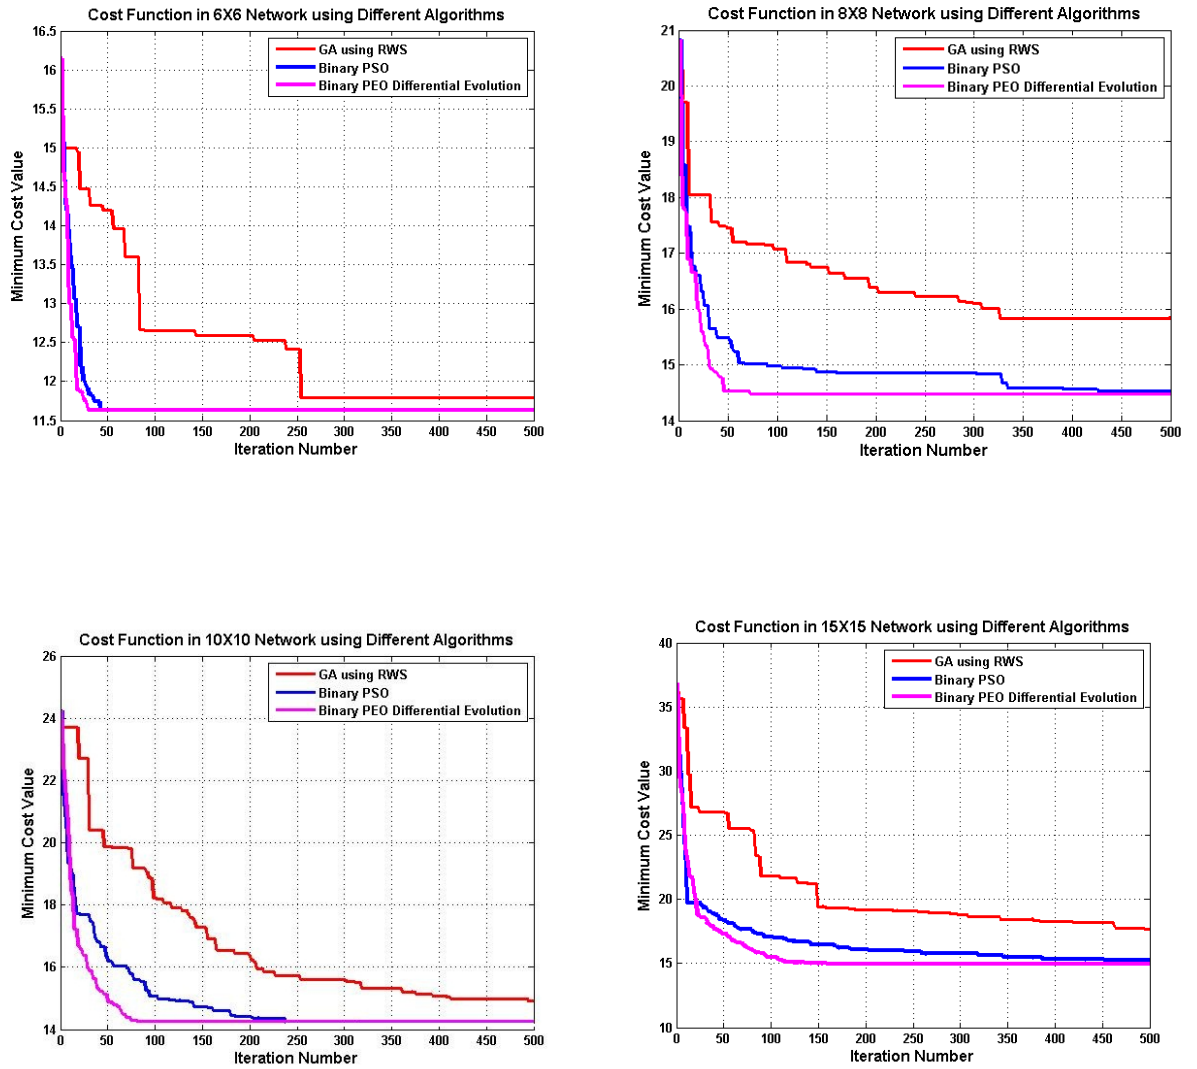 Cost Function in 6X6 Network using Different Algorithms
16.5
16
15.5
15
14.5
14
13.5
13
12.5
12
11.5
Minimum Cost Value
GA using RWS
Binary PSO
Binary PEO Differential Evolution
0 50 100 150 200 250 300 350 400 450 500
Iteration Number
Cost Function in 8X8 Network using Different Algorithms
21
20
19
18
17
16
15
14
Minimum Cost Value
GA using RWS
Binary PSO
Binary PEO Differential Evolution
0 50 100 150 200 250 300 350 400 450 500
Iteration Number
Cost Function in 10X10 Network using Different Algorithms
26
24
22
20
18
16
14
Minimum Cost Value
GA using RWS
Binary PSO
Binary PEO Differential Evolution
0 50 100 150 200 250 300 350 400 450 500
Iteration Number
Cost Function in 15X15 Network using Different Algorithms
40
35
30
25
20
15
10
Minimum Cost Value
GA using RWS
Binary PSO
Binary PEO Differential Evolution
0 50 100 150 200 250 300 350 400 450 500
Iteration Number